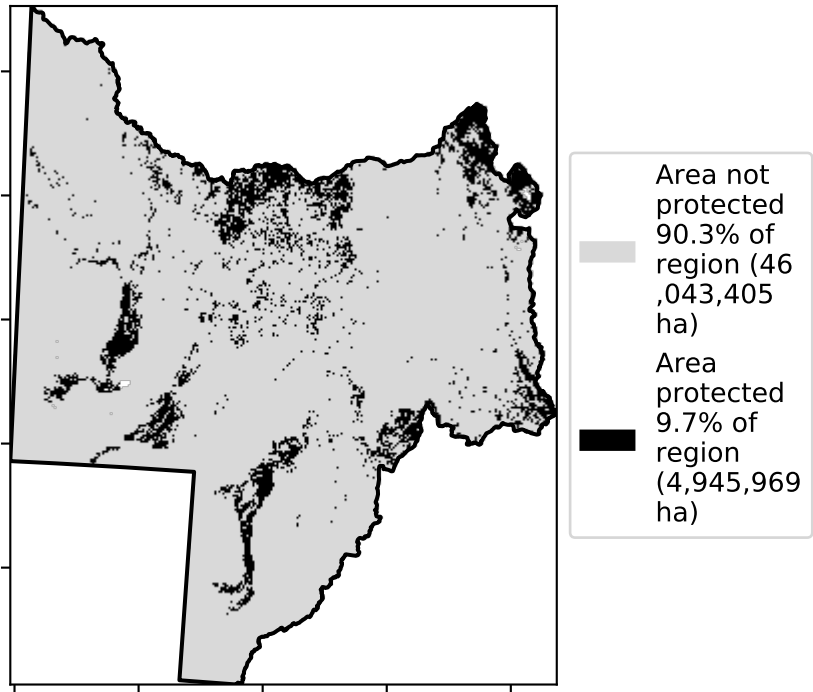 Area not
protected
90.3% of
region (46
,043,405
ha)
Area
protected
9.7% of
region
(4,945,969
ha)